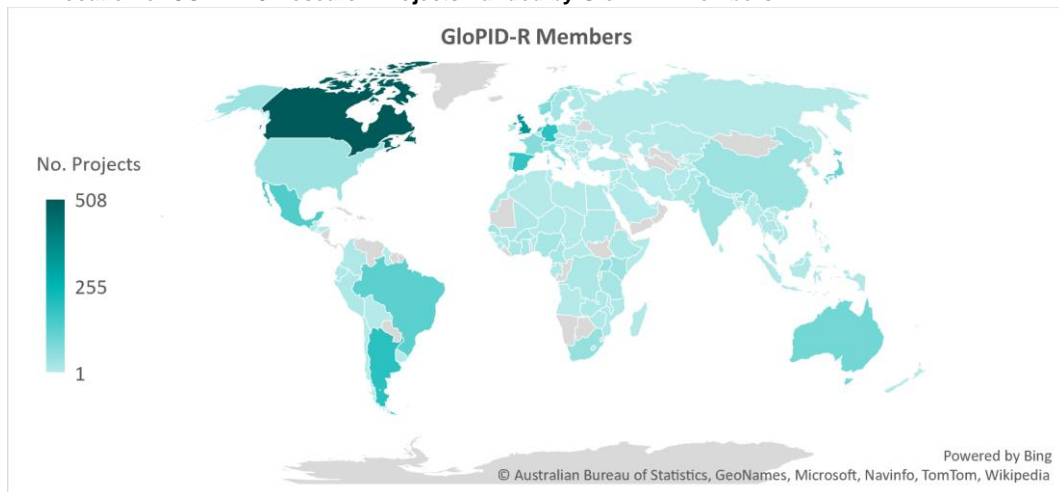 GloPID-R Members
No. Projects
508
255
1
Powered by Bing
© Australian Bureau of Statistics, GeoNames, Microsoft, Navinfo, TomTom, Wikipedia